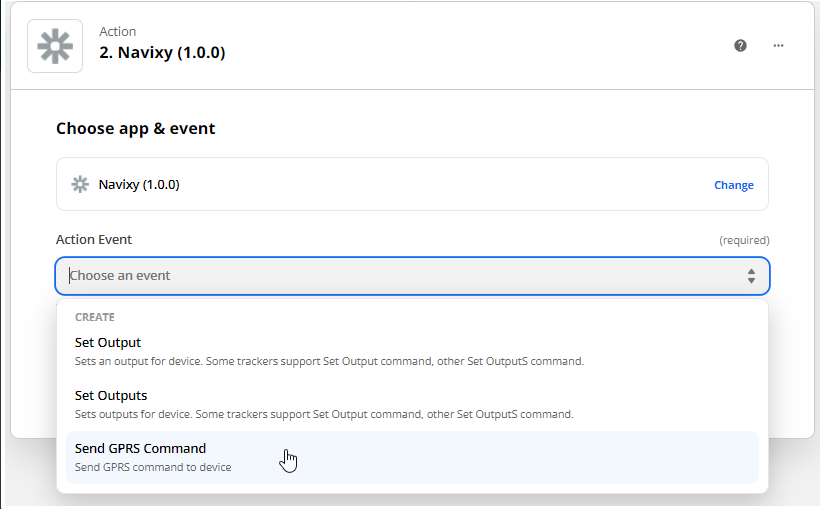 Action
2. Navixy (1.0.0)
?
Choose app & event
Navixy (1.0.0)
Change
Action Event
(required)
Choose an event
CREATE
Set Output
Sets an output for device. Some trackers support Set Output command, other Set OutputS command.
Set Outputs
Sets outputs for device. Some trackers support Set Output command, other Set OutputS command.
Send GPRS Command
Send GPRS command to device